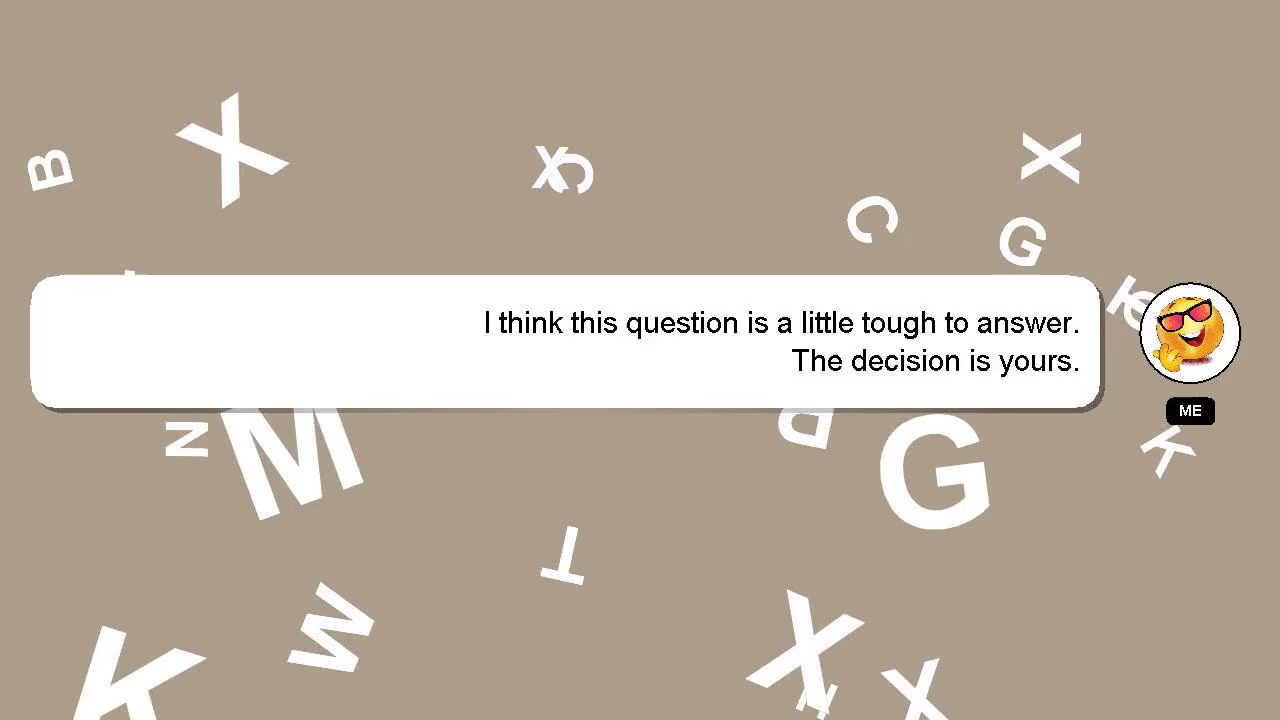 I think this question is a little tough to answer.
The decision is yours.
ME
B
X
X
C
C
X
G
K
N
M
R
G
K
T
W
K
X
X